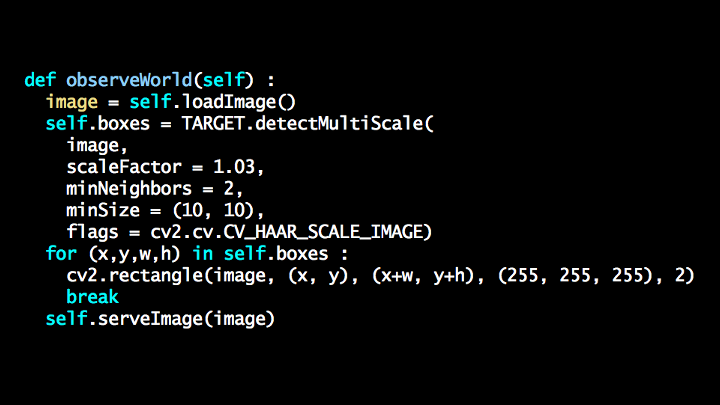 def observeWorld(self) :
image = self.loadImage()
self.boxes = TARGET.detectMultiScale(
image,
scaleFactor = 1.03,
minNeighbors = 2,
minSize = (10, 10),
flags = cv2.cv.CV_HAAR_SCALE_IMAGE)
for (x,y,w,h) in self.boxes :
cv2.rectangle(image, (x, y), (x+w, y+h), (255, 255, 255), 2)
break
self.serveImage(image)